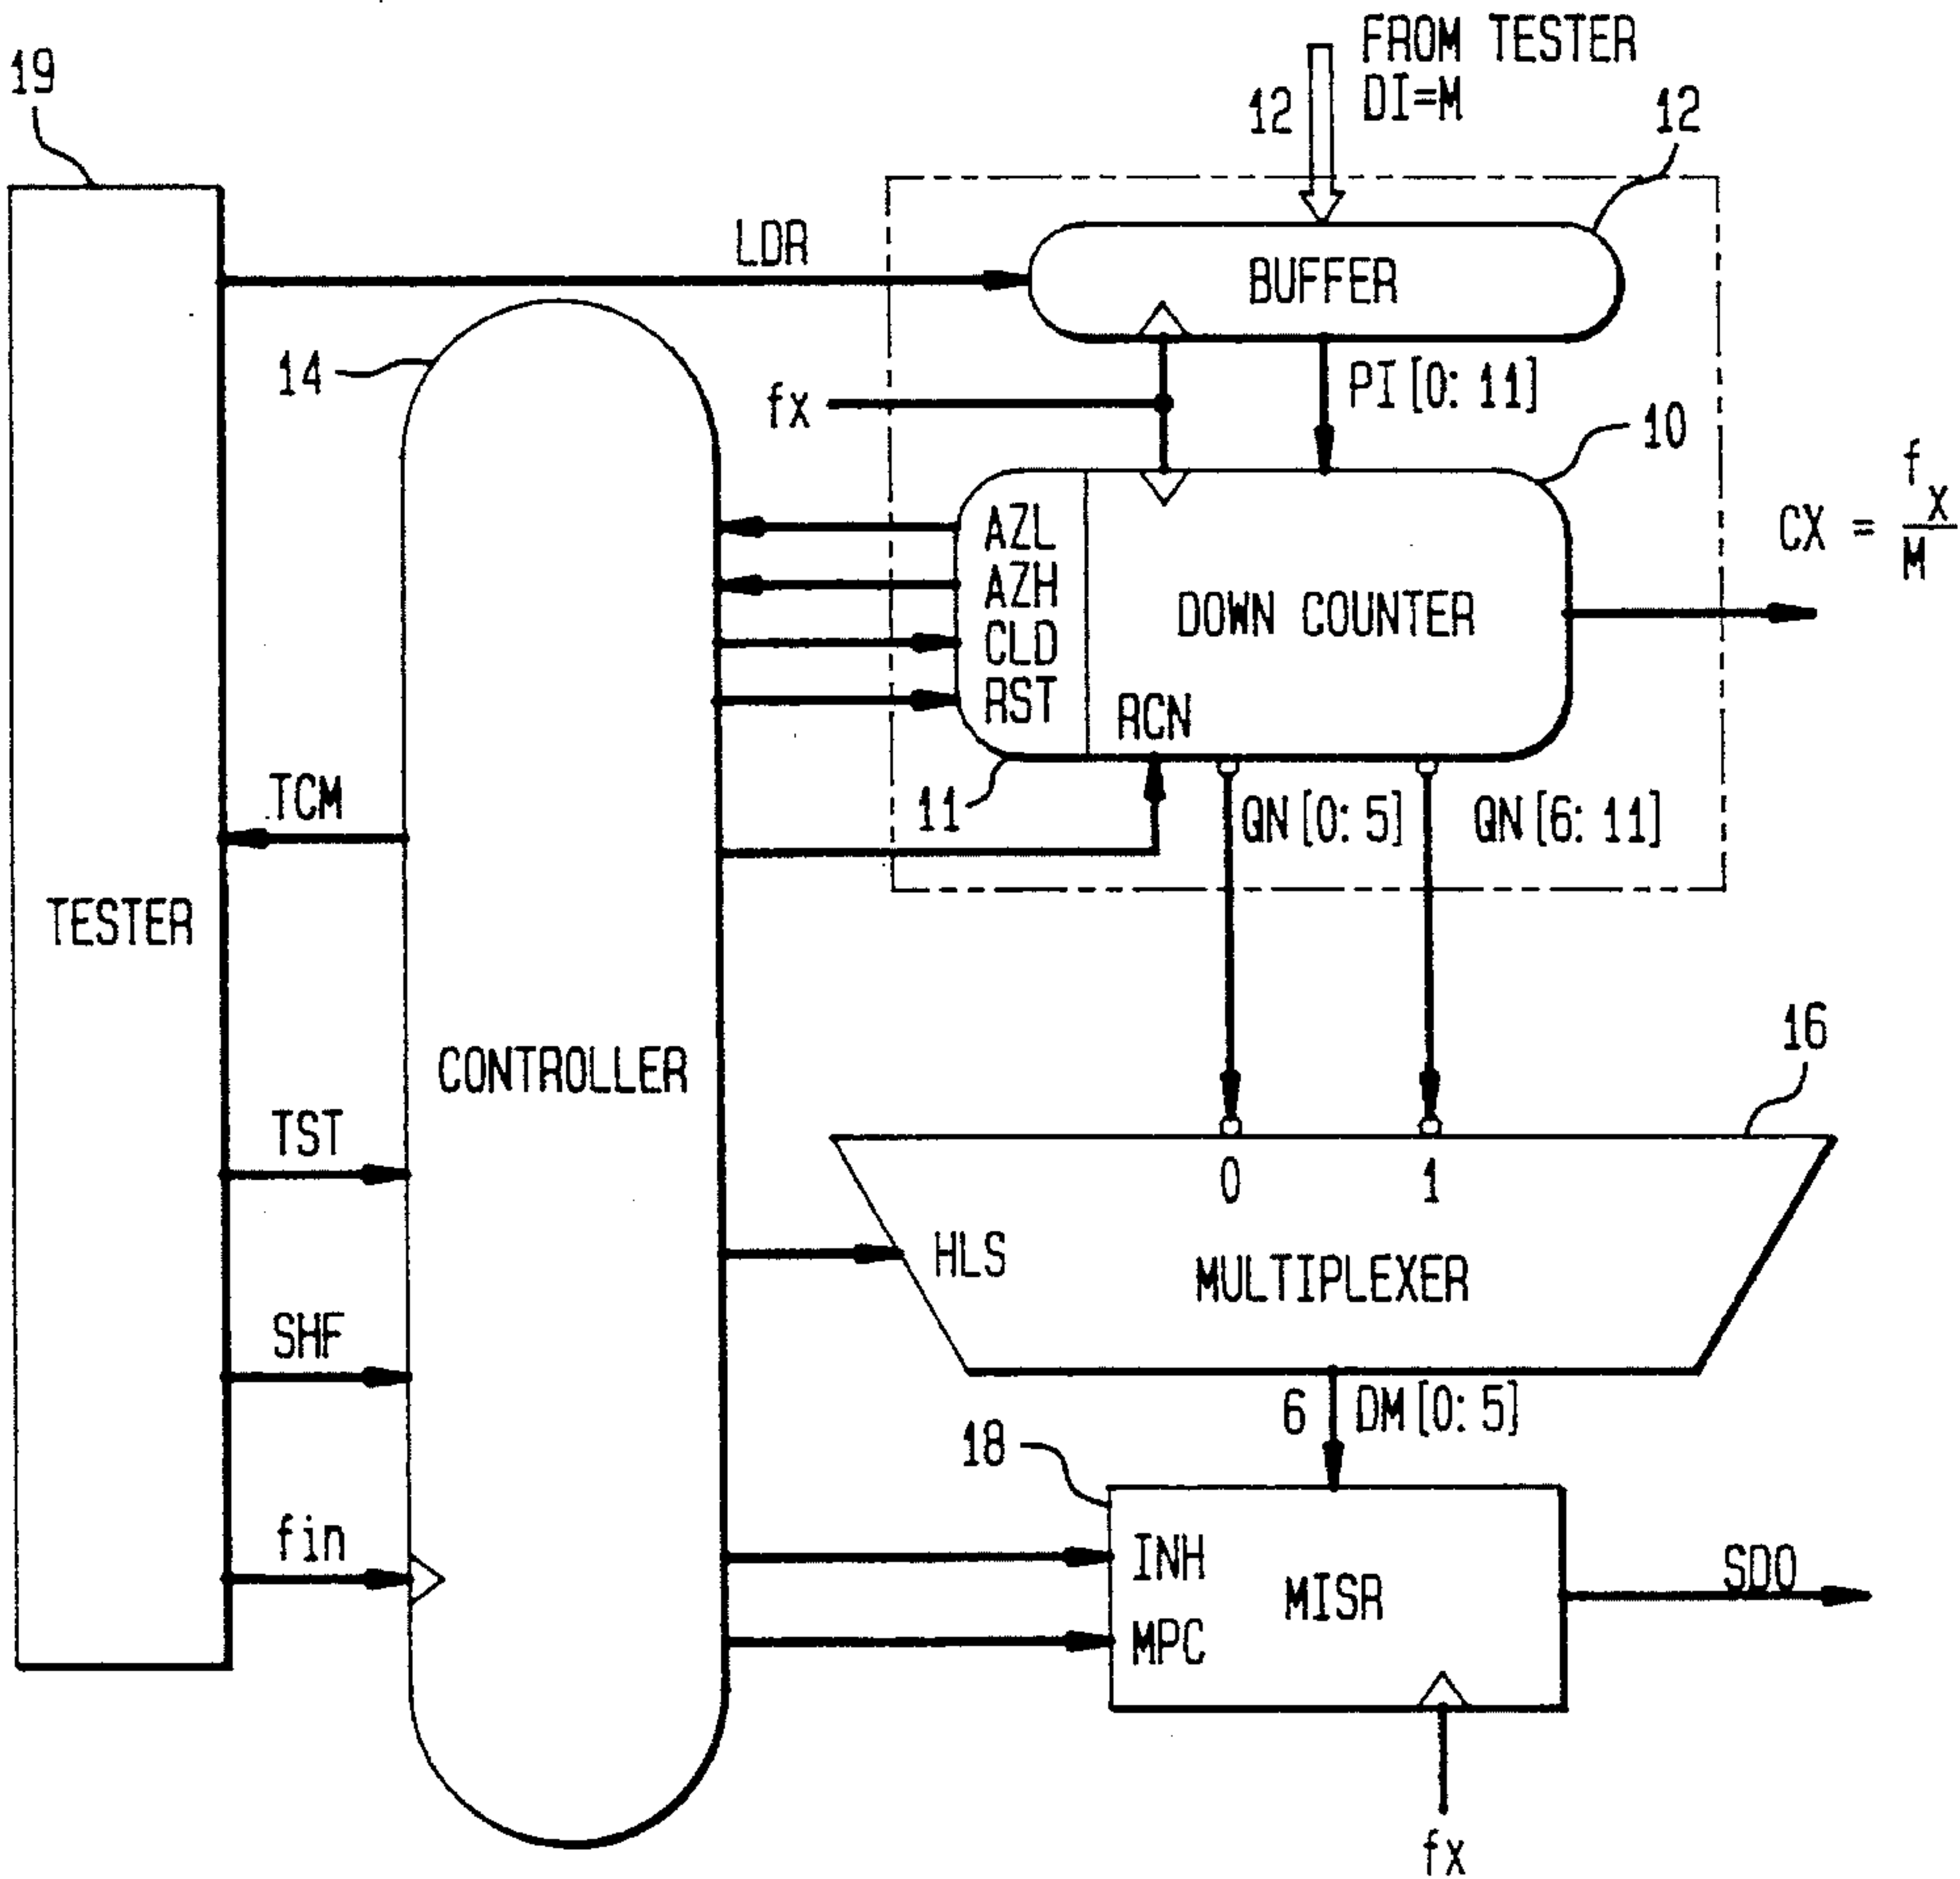 19
FROM TESTER
DI=M
12
12
LDR
BUFFER
14
fx
PI [0: 11]
10
CX = fx/M
AZL
AZH
CLD
RST
DOWN COUNTER
RCN
11
QN [0: 5]
QN [6: 11]
TCM
TESTER
CONTROLLER
16
TST
0
1
HLS
MULTIPLEXER
SHF
6
DM [0: 5]
18
fin
INH
MPC
MISR
SDO
fx